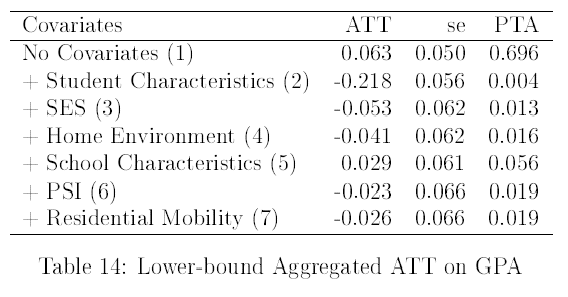 Covariates ATT se PTA
No Covariates (1) 0.063 0.050 0.696
+ Student Characteristics (2) -0.218 0.056 0.004
+ SES (3) -0.053 0.062 0.013
+ Home Environment (4) -0.041 0.062 0.016
+ School Characteristics (5) 0.029 0.061 0.056
+ PSI (6) -0.023 0.066 0.019
+ Residential Mobility (7) -0.026 0.066 0.019
Table 14: Lower-bound Aggregated ATT on GPA